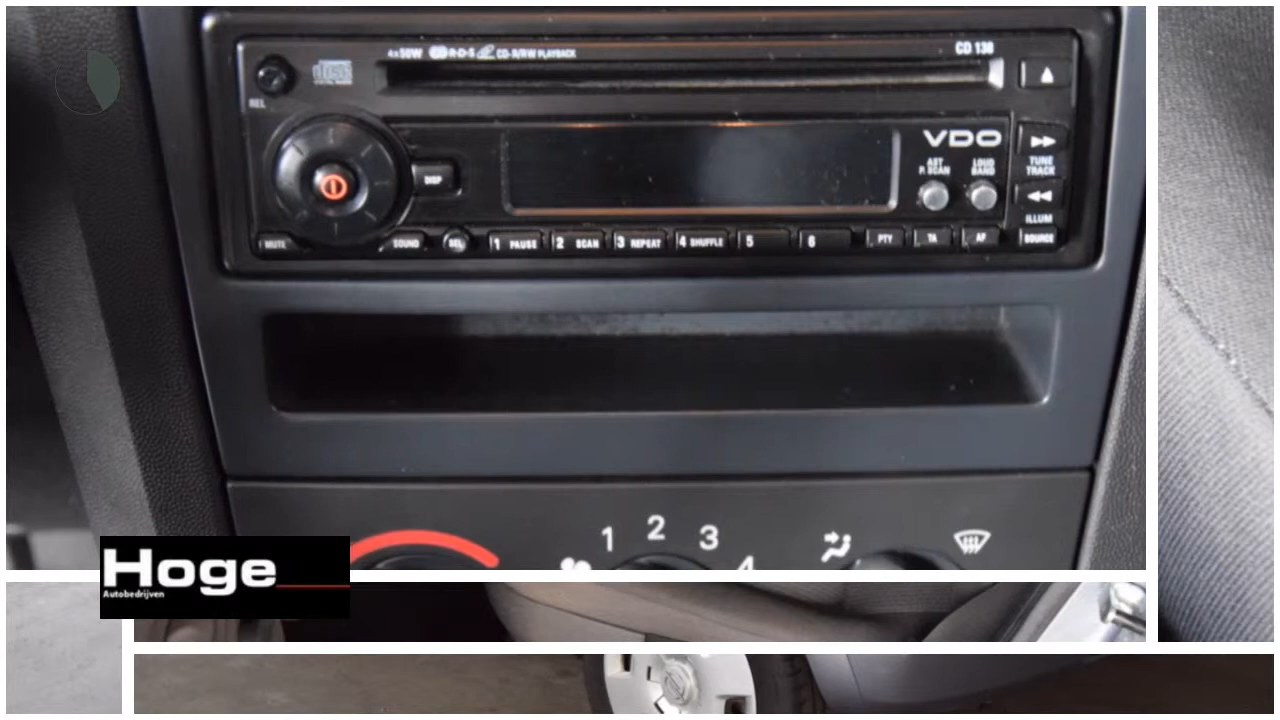 4x50W R·D·S CD-R/RW PLAYBACK
CD 138
disc
REL
VDO
AST
P. SCAN
LOUD
BAND
TUNE
TRACK
DISP
ILLUM
MUTE
SOUND
SEL
1 PAUSE
2 SCAN
3 REPEAT
4 SHUFFLE
5
6
PTY
TA
AF
SOURCE
1
2
3
4
Hoge
Autobedrijven